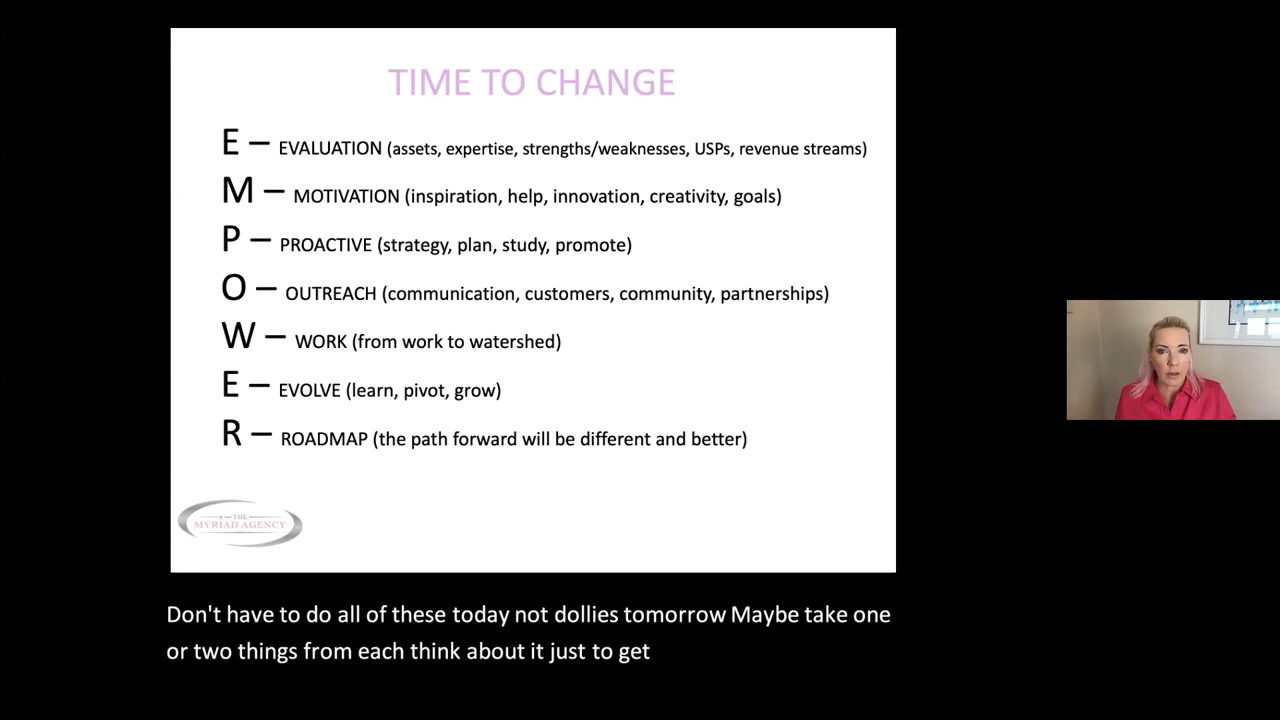 TIME TO CHANGE
E – EVALUATION (assets, expertise, strengths/weaknesses, USPs, revenue streams)
M – MOTIVATION (inspiration, help, innovation, creativity, goals)
P – PROACTIVE (strategy, plan, study, promote)
O – OUTREACH (communication, customers, community, partnerships)
W – WORK (from work to watershed)
E – EVOLVE (learn, pivot, grow)
R – ROADMAP (the path forward will be different and better)
THE
MYRIAD AGENCY
Don't have to do all of these today not dollies tomorrow Maybe take one
or two things from each think about it just to get